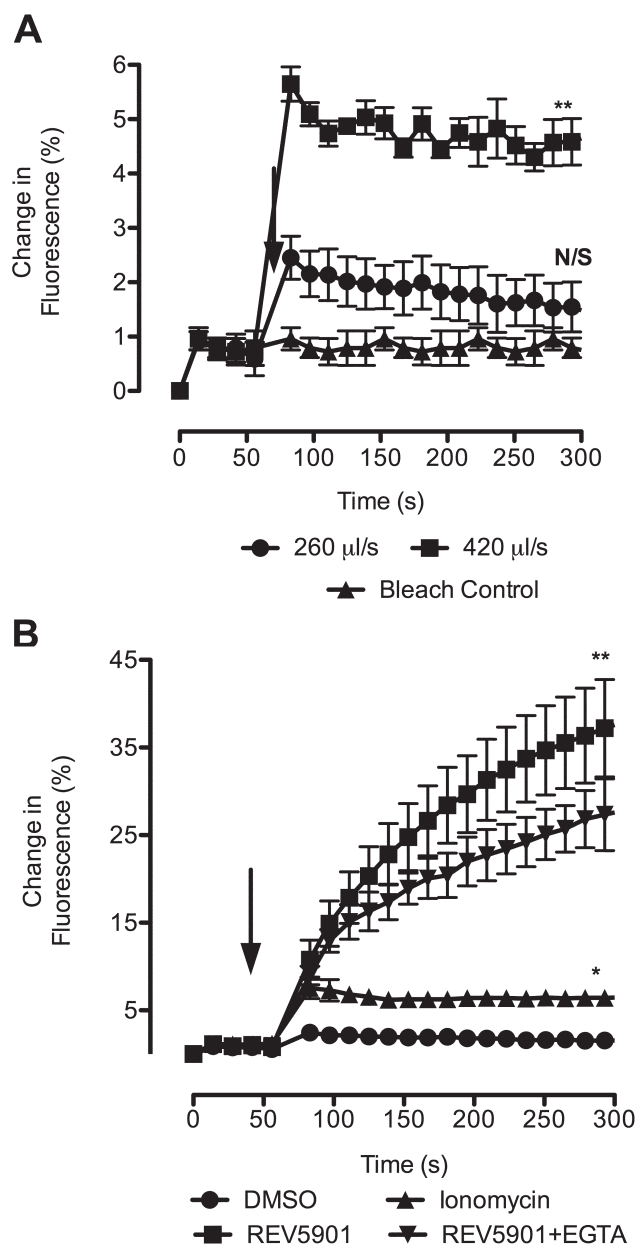 A
Change in
Fluorescence (%)
6
5
4
3
2
1
0
**
N/S
0 50 100 150 200 250 300
Time (s)
260 µl/s 420 µl/s
Bleach Control
B
Change in
Fluorescence (%)
45
35
25
15
5
**
*
0 50 100 150 200 250 300
Time (s)
DMSO Ionomycin
REV5901 REV5901+EGTA